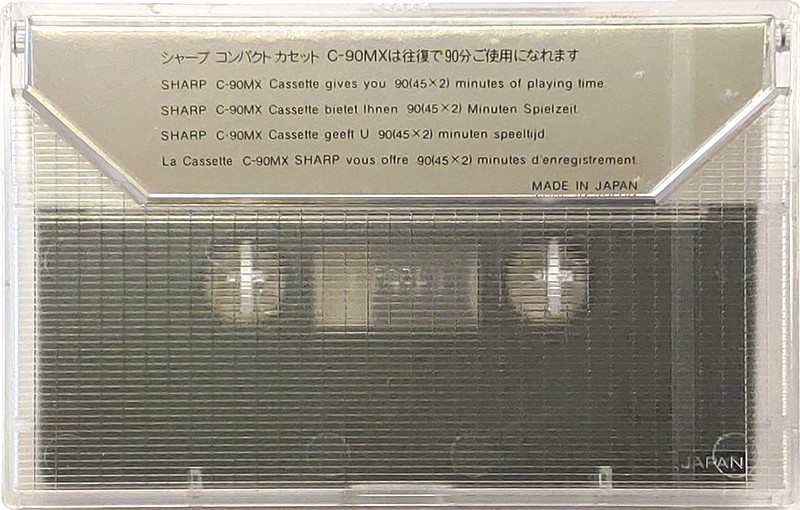 シャープ コンパクト カセット C-90MXは往復で90分ご使用になれます
SHARP C-90MX Cassette gives you 90(45×2) minutes of playing time.
SHARP C-90MX Cassette bietet Ihnen 90(45×2) Minuten Spielzeit.
SHARP C-90MX Cassette geeft U 90(45×2) minuten speeltijd.
La Cassette C-90MX SHARP vous offre 90(45×2) minutes d'enregistrement.
MADE IN JAPAN
JAPAN